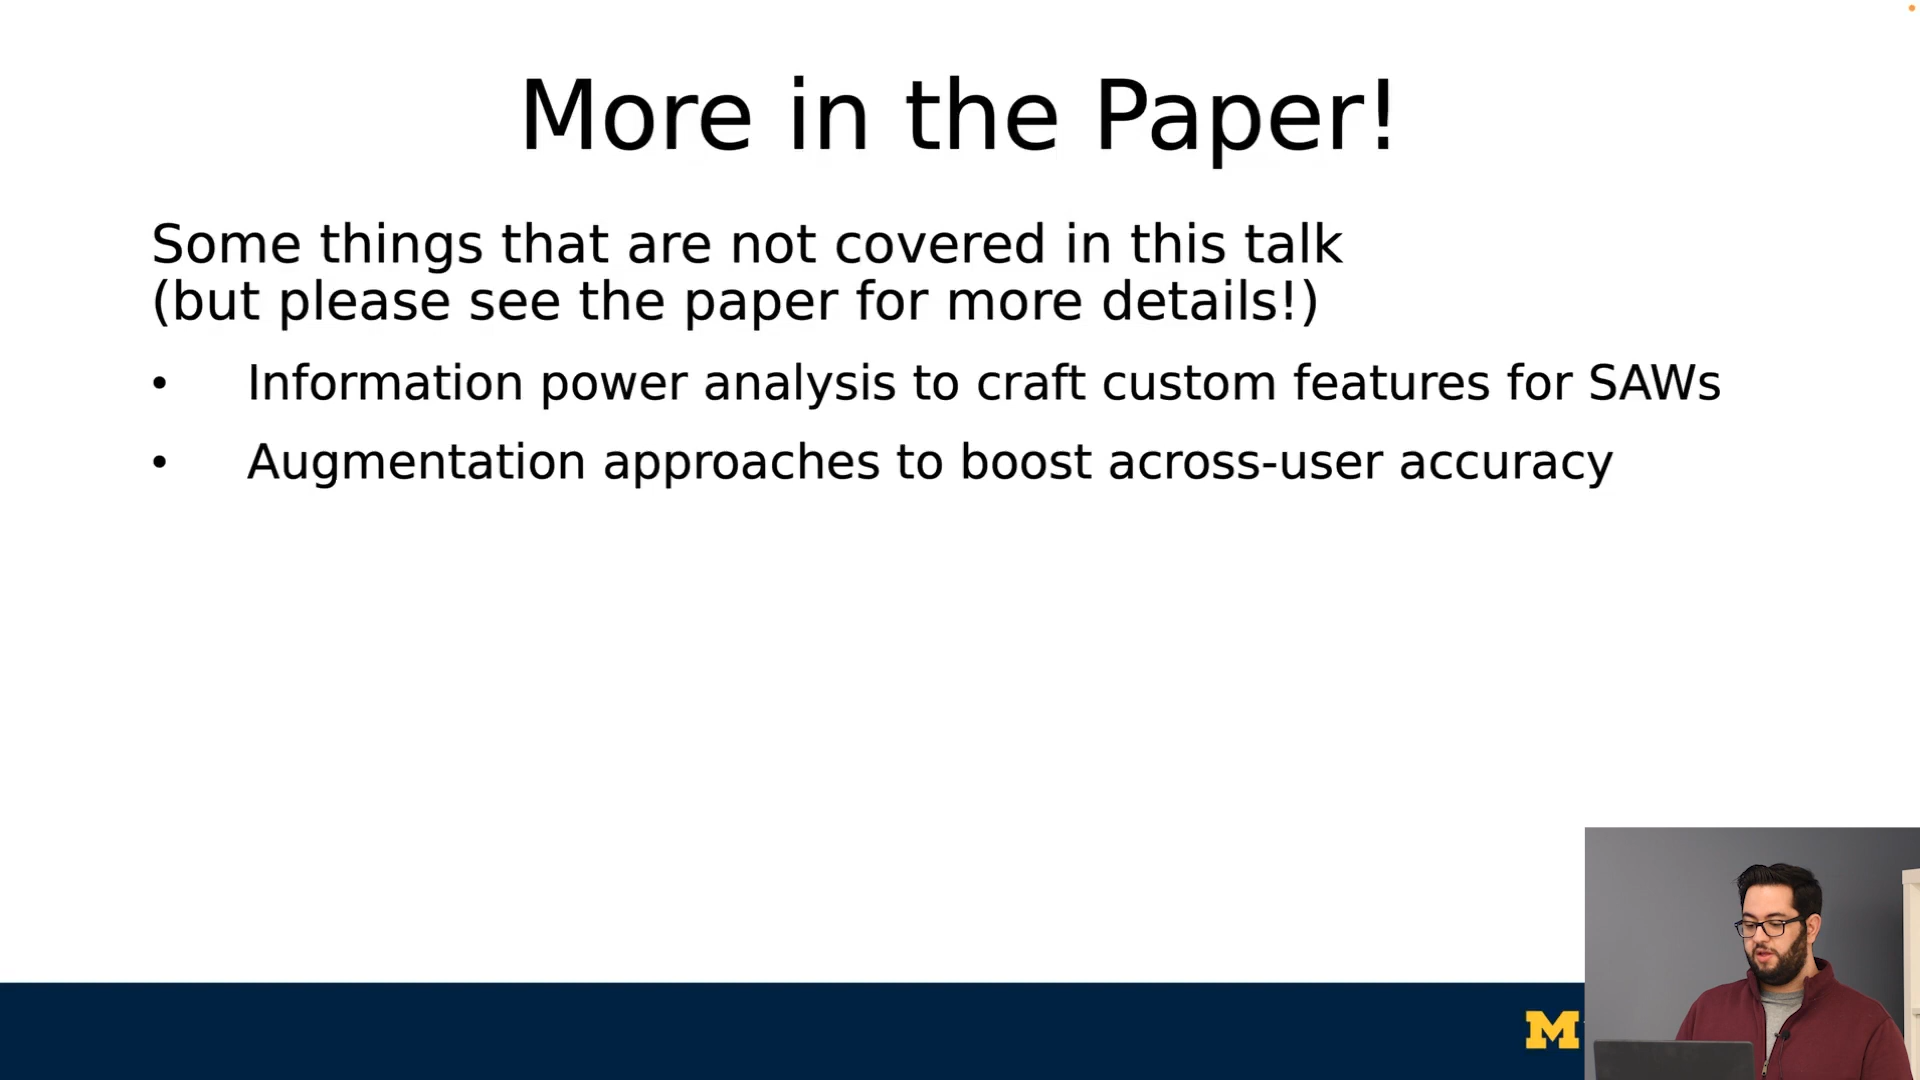 More in the Paper!
Some things that are not covered in this talk
(but please see the paper for more details!)
• Information power analysis to craft custom features for SAWs
• Augmentation approaches to boost across-user accuracy
M